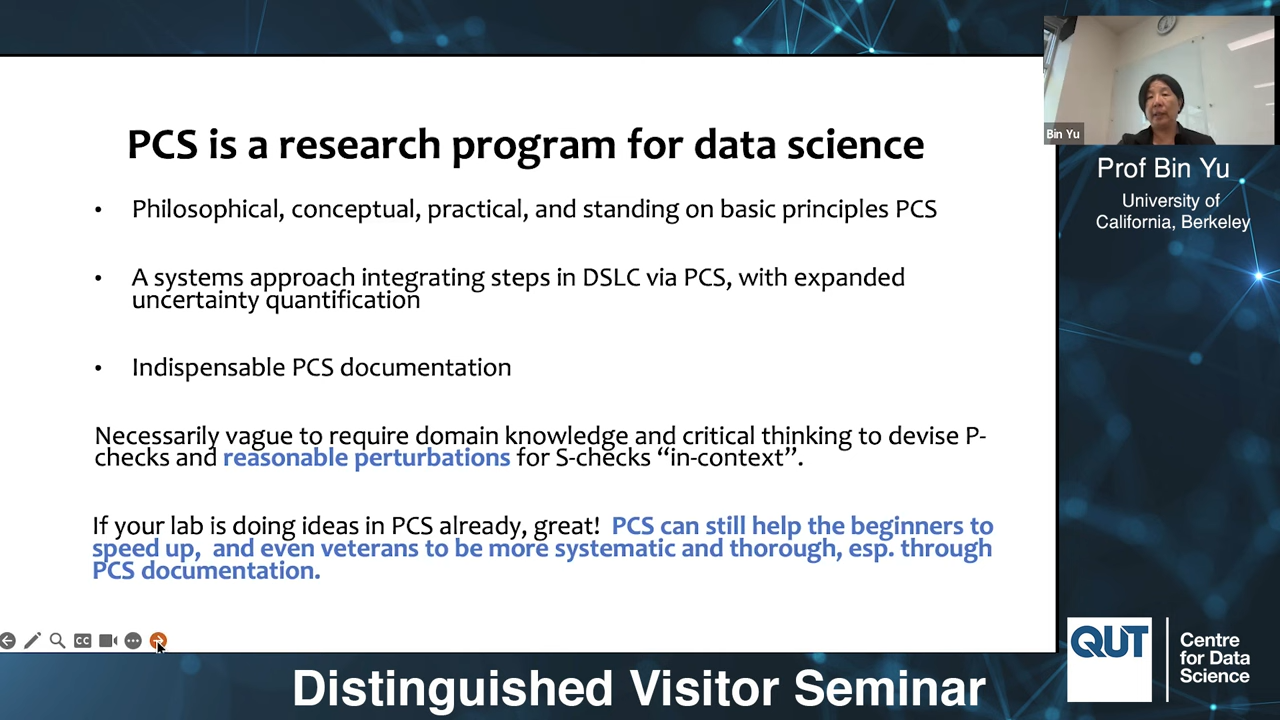 PCS is a research program for data science
• Philosophical, conceptual, practical, and standing on basic principles PCS
• A systems approach integrating steps in DSLC via PCS, with expanded
uncertainty quantification
• Indispensable PCS documentation
Necessarily vague to require domain knowledge and critical thinking to devise P-
checks and reasonable perturbations for S-checks “in-context”.
If your lab is doing ideas in PCS already, great! PCS can still help the beginners to
speed up, and even veterans to be more systematic and thorough, esp. through
PCS documentation.
CC
Bin Yu
Prof Bin Yu
University of
California, Berkeley
QUT
Centre
for Data
Science
Distinguished Visitor Seminar